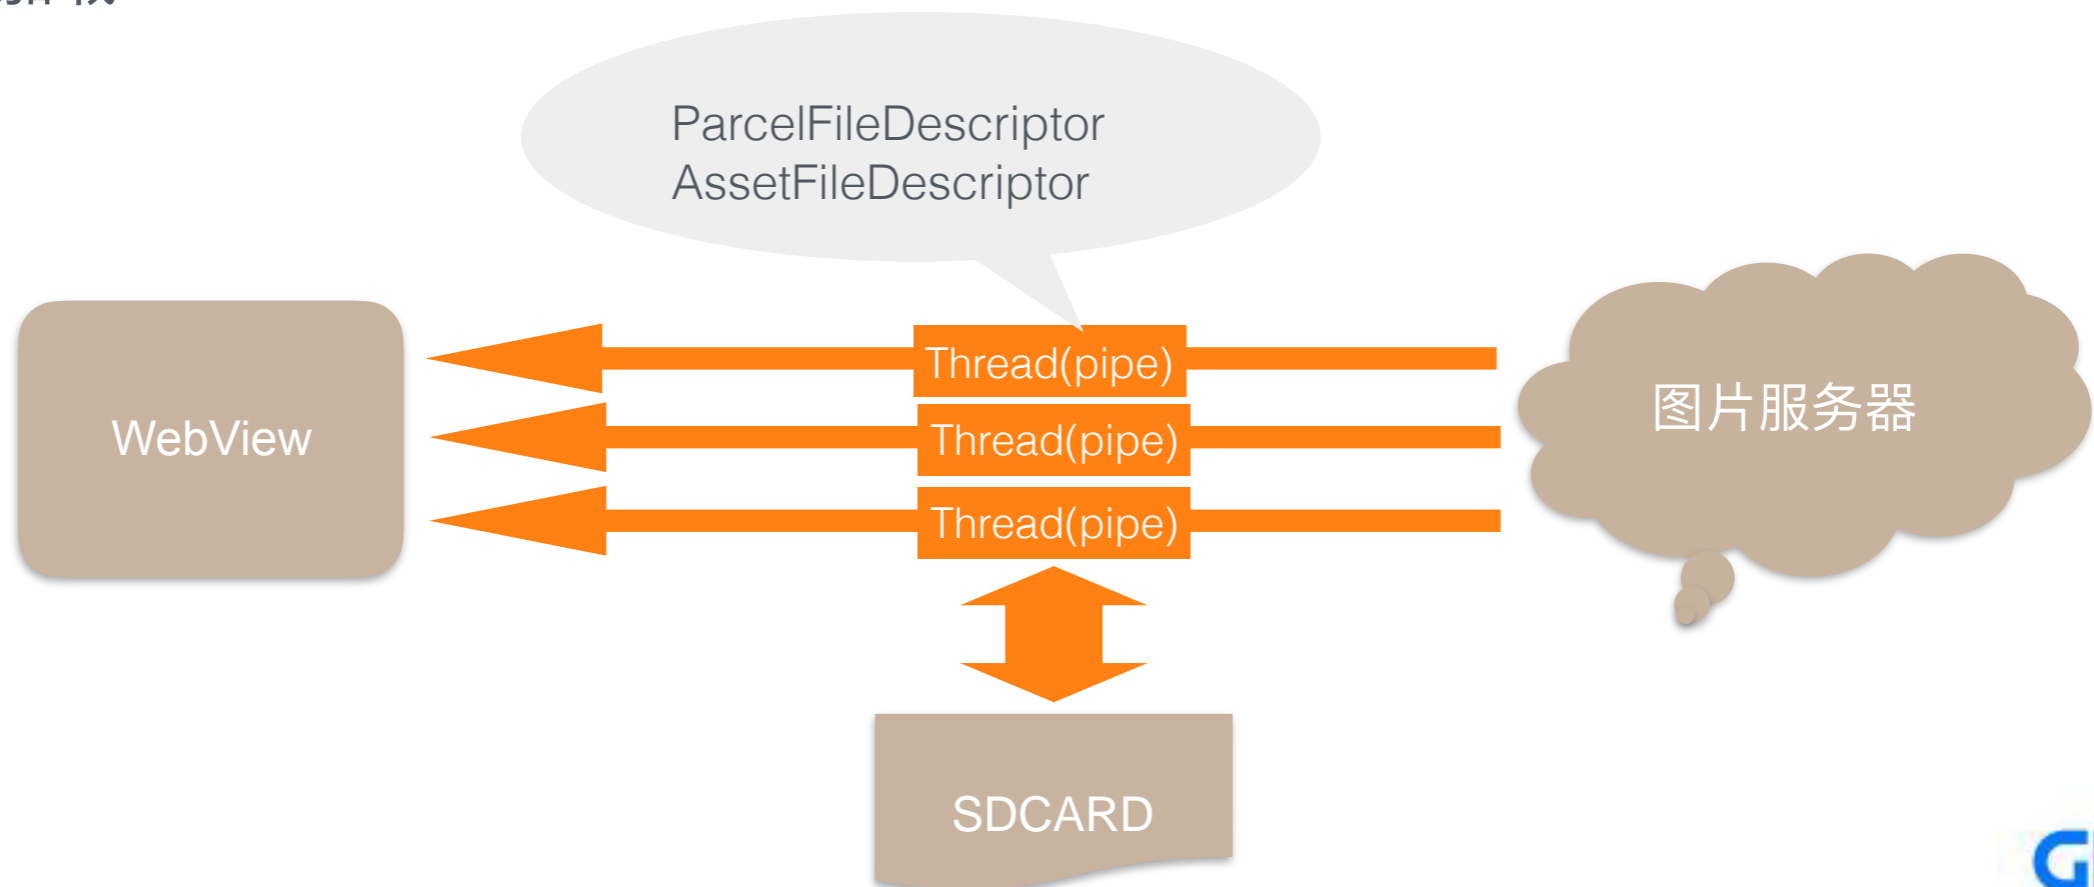 ParcelFileDescriptor
AssetFileDescriptor
Thread(pipe)
Thread(pipe)
Thread(pipe)
WebView
图片服务器
SDCARD
G